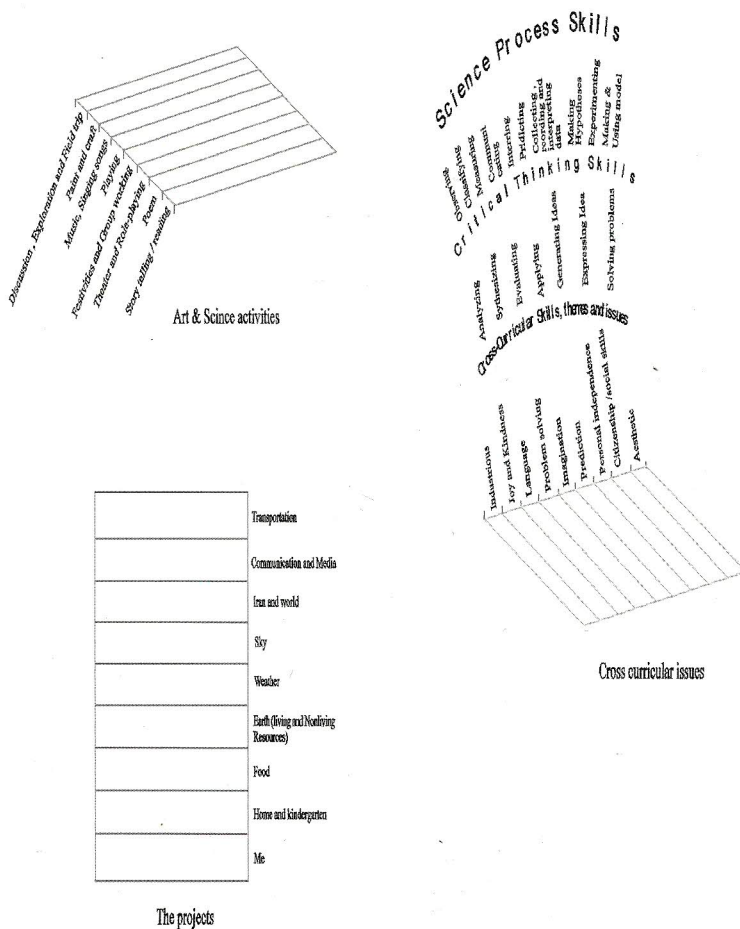 Discussion , Exploration and Field trip
Paint and craft
Music, Singing songs
Playing
Festivities and Group working
Theater and Role-playing
Poem
Story talling / reading
Art & Scince activities
Science Process Skills
Observing
Classifying
Measuring
Communi
cating
Interring
Pridicting
Collecting ,
recording and
interpreting
data
Making
Hypotheses
Experimenting
Making &
Using model
Critical Thinking Skills
Analyzing
Sythesizing
Evaluating
Applying
Generating Ideas
Expressing Idea
Solving problems
Cross-Curricular Skills, themes and issues
Industrious
Joy and Kindness
Language
Problem solving
Imagination
Prediction
Personal independence
Citizenship /social skills
Aesthetic
Cross curricular issues
Transportation
Communication and Media
Iran and world
Sky
Weather
Earth (living and Nonliving
Resources)
Food
Home and kindergarten
Me
The projects